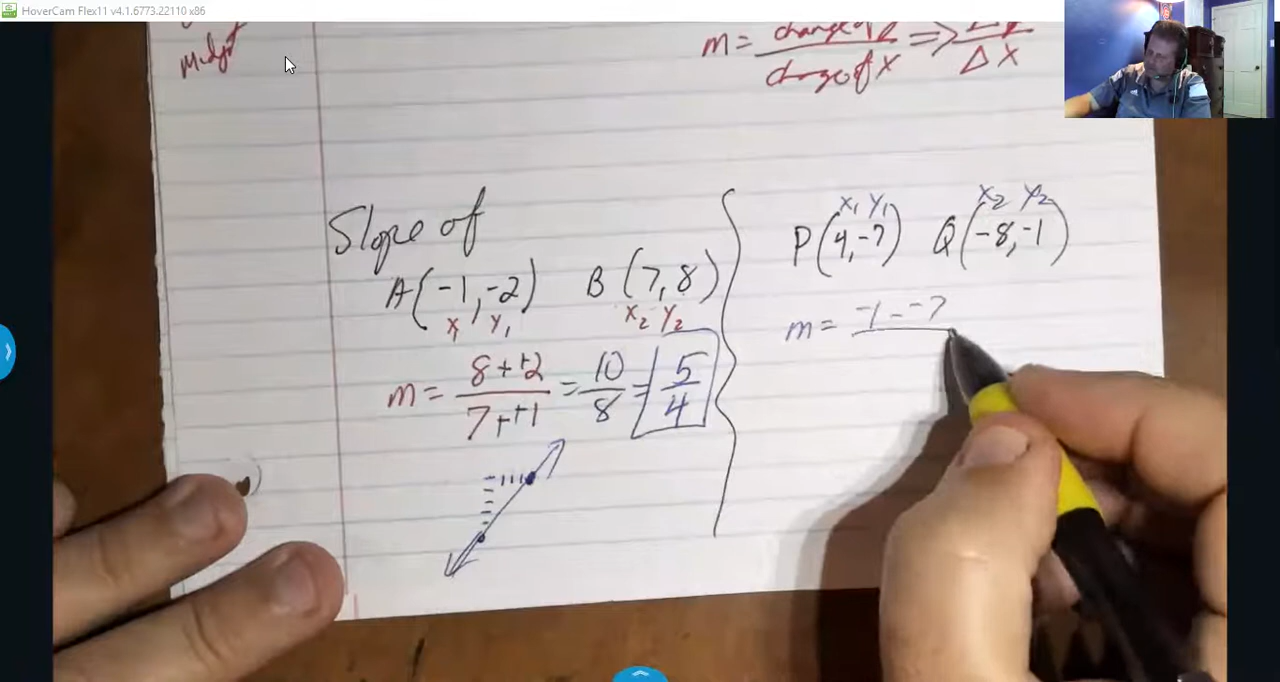 HoverCam Flex11 v4.1.6773.22110 x86
m = change of y / change of x => Δy / Δx
Slope of
A(-1,-2) B(7,8)
x₁ y₁ x₂ y₂
m = 8++2 / 7++1 = 10/8 = 5/4
x₁ y₁ x₂ y₂
P(4,-7) Q(-8,-1)
m = -1--7